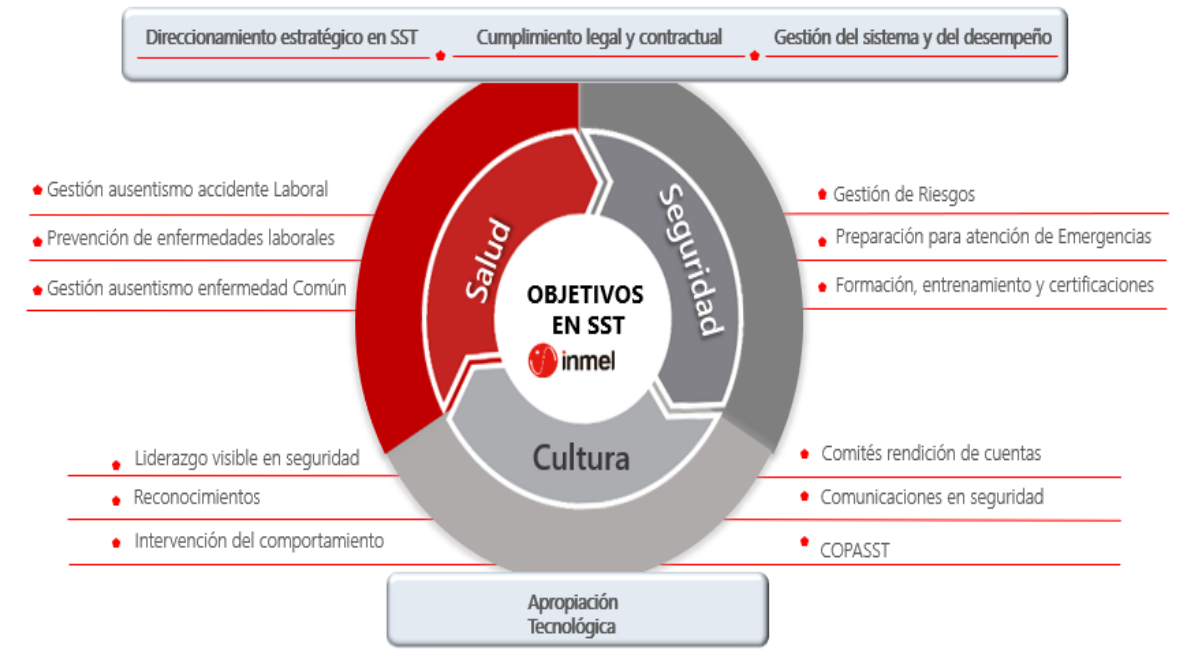 Direccionamiento estratégico en SST
Cumplimiento legal y contractual
Gestión del sistema y del desempeño
Gestión ausentismo accidente Laboral
Prevención de enfermedades laborales
Gestión ausentismo enfermedad Común
Salud
Seguridad
OBJETIVOS
EN SST
inmel
Cultura
Gestión de Riesgos
Preparación para atención de Emergencias
Formación, entrenamiento y certificaciones
Liderazgo visible en seguridad
Reconocimientos
Intervención del comportamiento
Comités rendición de cuentas
Comunicaciones en seguridad
COPASST
Apropiación
Tecnológica